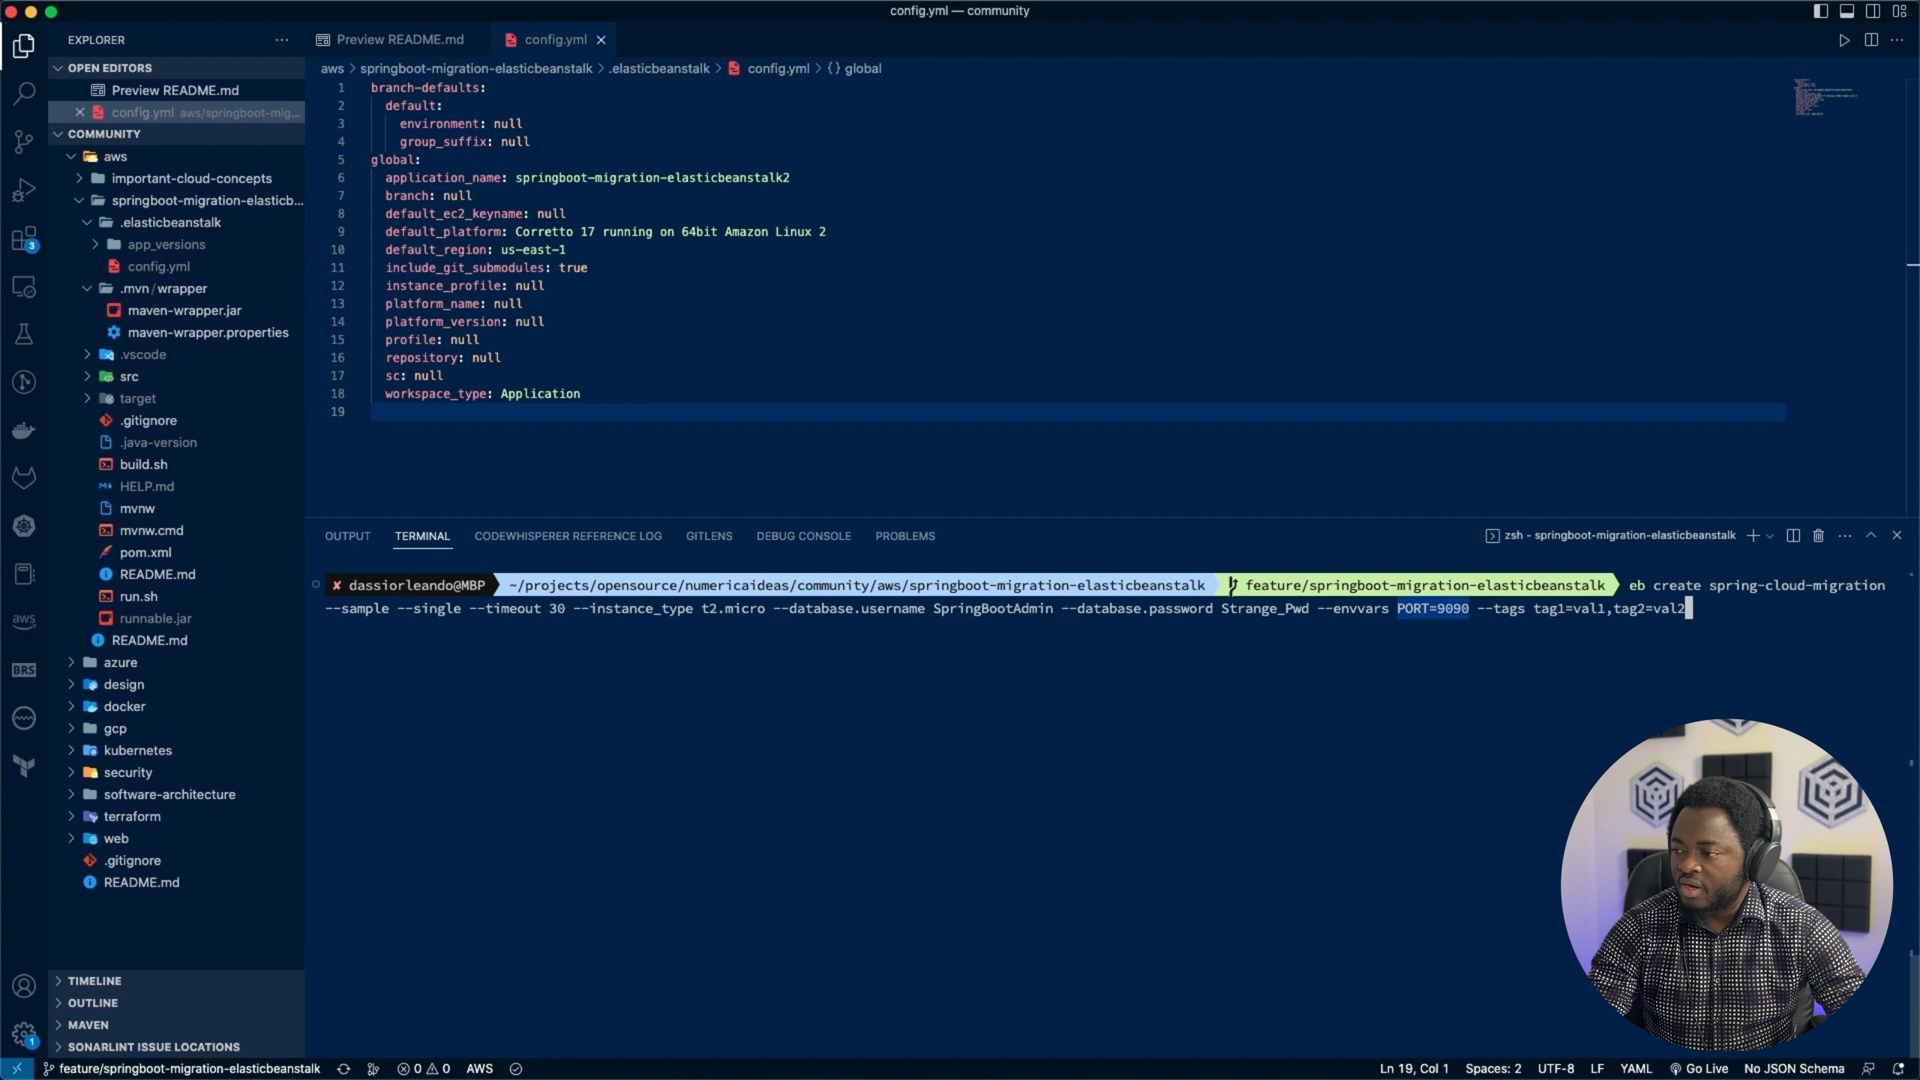 config.yml — community
EXPLORER
OPEN EDITORS
Preview README.md
config.yml aws/springboot-mig...
COMMUNITY
aws
important-cloud-concepts
springboot-migration-elasticb...
.elasticbeanstalk
app_versions
config.yml
.mvn / wrapper
maven-wrapper.jar
maven-wrapper.properties
.vscode
src
target
.gitignore
.java-version
build.sh
HELP.md
mvnw
mvnw.cmd
pom.xml
README.md
run.sh
runnable.jar
README.md
azure
design
docker
gcp
kubernetes
security
software-architecture
terraform
web
.gitignore
README.md
TIMELINE
OUTLINE
MAVEN
SONARLINT ISSUE LOCATIONS
3
aws
BRS
1
Preview README.md
config.yml
aws > springboot-migration-elasticbeanstalk > .elasticbeanstalk > config.yml > {} global
1 branch-defaults:
2 default:
3 environment: null
4 group_suffix: null
5 global:
6 application_name: springboot-migration-elasticbeanstalk2
7 branch: null
8 default_ec2_keyname: null
9 default_platform: Corretto 17 running on 64bit Amazon Linux 2
10 default_region: us-east-1
11 include_git_submodules: true
12 instance_profile: null
13 platform_name: null
14 platform_version: null
15 profile: null
16 repository: null
17 sc: null
18 workspace_type: Application
19
OUTPUT TERMINAL CODEWHISPERER REFERENCE LOG GITLENS DEBUG CONSOLE PROBLEMS
zsh - springboot-migration-elasticbeanstalk
✘ dassiorleando@MBP ~/projects/opensource/numericaideas/community/aws/springboot-migration-elasticbeanstalk feature/springboot-migration-elasticbeanstalk eb create spring-cloud-migration
--sample --single --timeout 30 --instance_type t2.micro --database.username SpringBootAdmin --database.password Strange_Pwd --envvars PORT=9090 --tags tag1=val1,tag2=val2
feature/springboot-migration-elasticbeanstalk 0 0 AWS
Ln 19, Col 1 Spaces: 2 UTF-8 LF YAML Go Live No JSON Schema